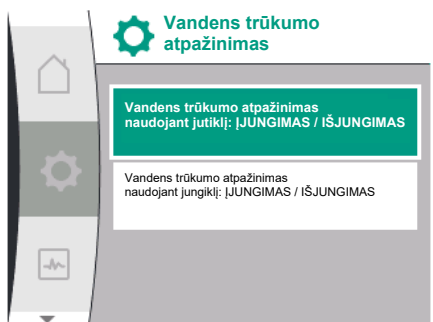 Vandens trūkumo
atpažinimas
Vandens trūkumo atpažinimas
naudojant jutiklį: ĮJUNGIMAS / IŠJUNGIMAS
Vandens trūkumo atpažinimas
naudojant jungiklį: ĮJUNGIMAS / IŠJUNGIMAS